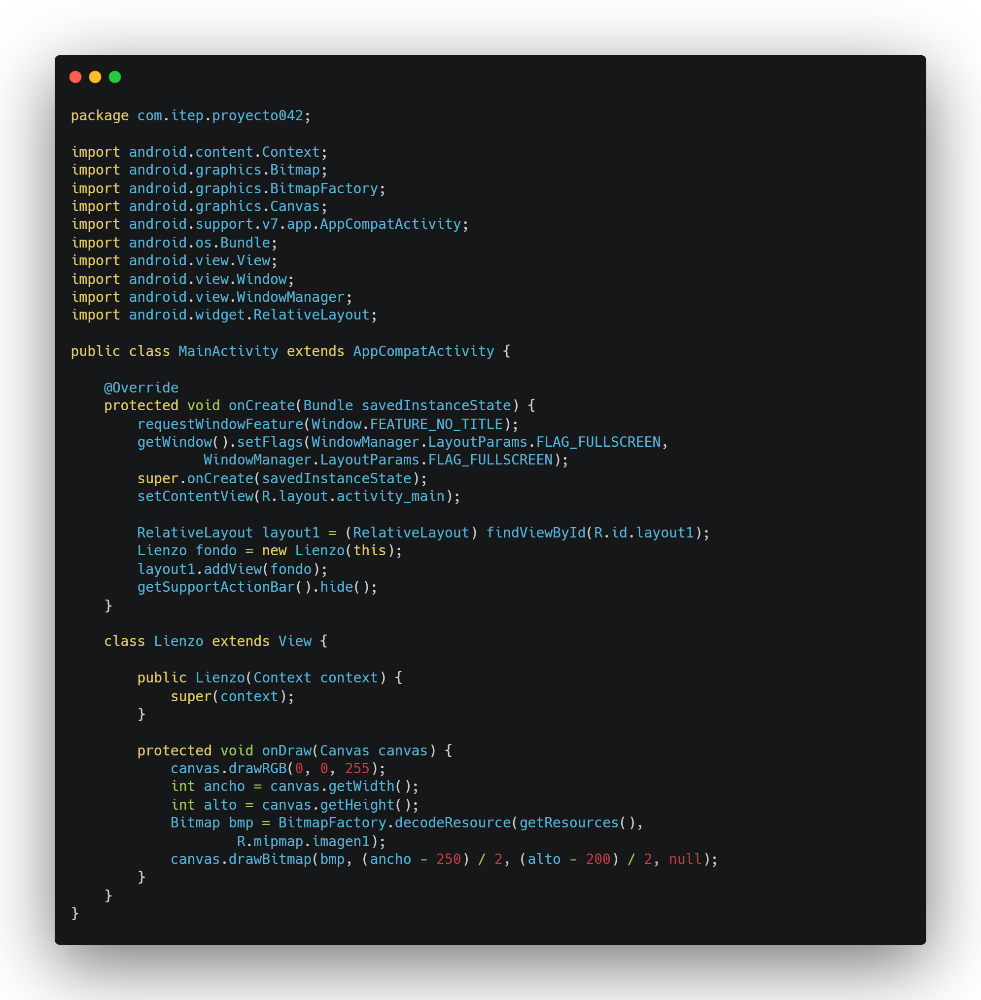 package com.itep.proyecto042;

import android.content.Context;
import android.graphics.Bitmap;
import android.graphics.BitmapFactory;
import android.graphics.Canvas;
import android.support.v7.app.AppCompatActivity;
import android.os.Bundle;
import android.view.View;
import android.view.Window;
import android.view.WindowManager;
import android.widget.RelativeLayout;

public class MainActivity extends AppCompatActivity {

    @Override
    protected void onCreate(Bundle savedInstanceState) {
        requestWindowFeature(Window.FEATURE_NO_TITLE);
        getWindow().setFlags(WindowManager.LayoutParams.FLAG_FULLSCREEN,
                WindowManager.LayoutParams.FLAG_FULLSCREEN);
        super.onCreate(savedInstanceState);
        setContentView(R.layout.activity_main);

        RelativeLayout layout1 = (RelativeLayout) findViewById(R.id.layout1);
        Lienzo fondo = new Lienzo(this);
        layout1.addView(fondo);
        getSupportActionBar().hide();
    }

    class Lienzo extends View {

        public Lienzo(Context context) {
            super(context);
        }

        protected void onDraw(Canvas canvas) {
            canvas.drawRGB(0, 0, 255);
            int ancho = canvas.getWidth();
            int alto = canvas.getHeight();
            Bitmap bmp = BitmapFactory.decodeResource(getResources(),
                    R.mipmap.imagen1);
            canvas.drawBitmap(bmp, (ancho - 250) / 2, (alto - 200) / 2, null);
        }
    }
}